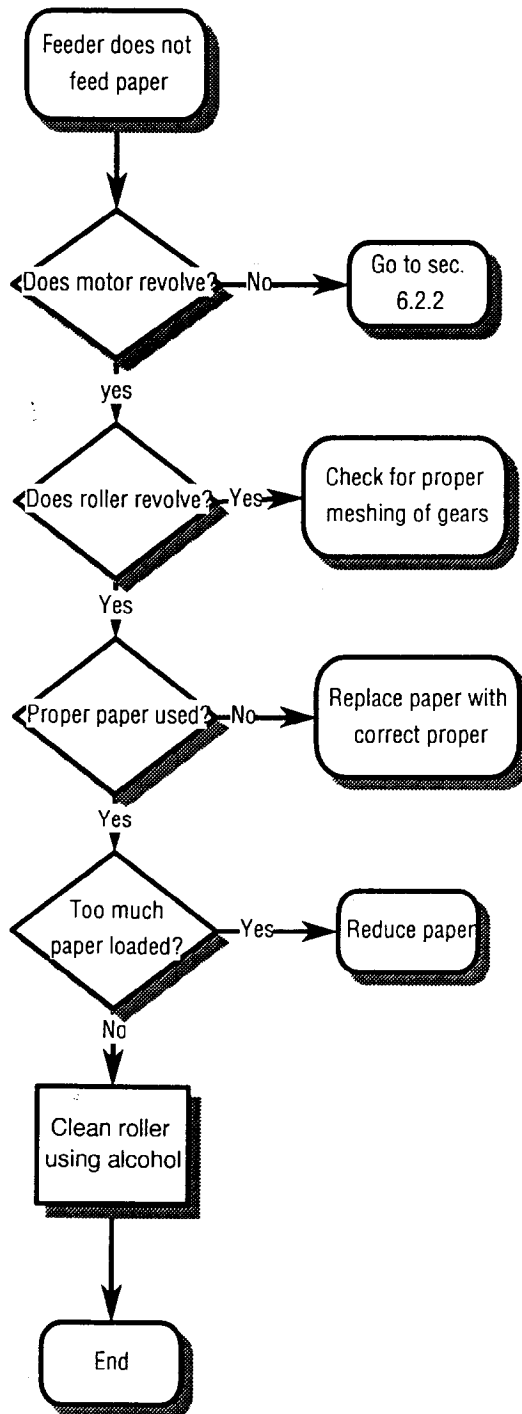 Feeder does not
feed paper
Does motor revolve?
No
Go to sec.
6.2.2
yes
Does roller revolve?
Yes
Check for proper
meshing of gears
Yes
Proper paper used?
No
Replace paper with
correct proper
Yes
Too much
paper loaded?
Yes
Reduce paper
No
Clean roller
using alcohol
End